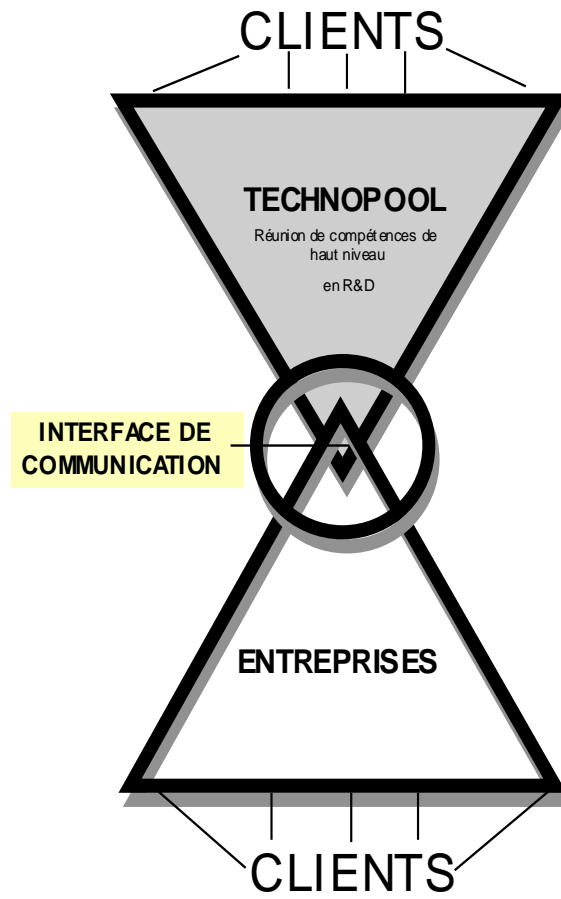 CLIENTS
TECHNOPOOL
Réunion de compétences de
haut niveau
en R&D
INTERFACE DE
COMMUNICATION
ENTREPRISES
CLIENTS